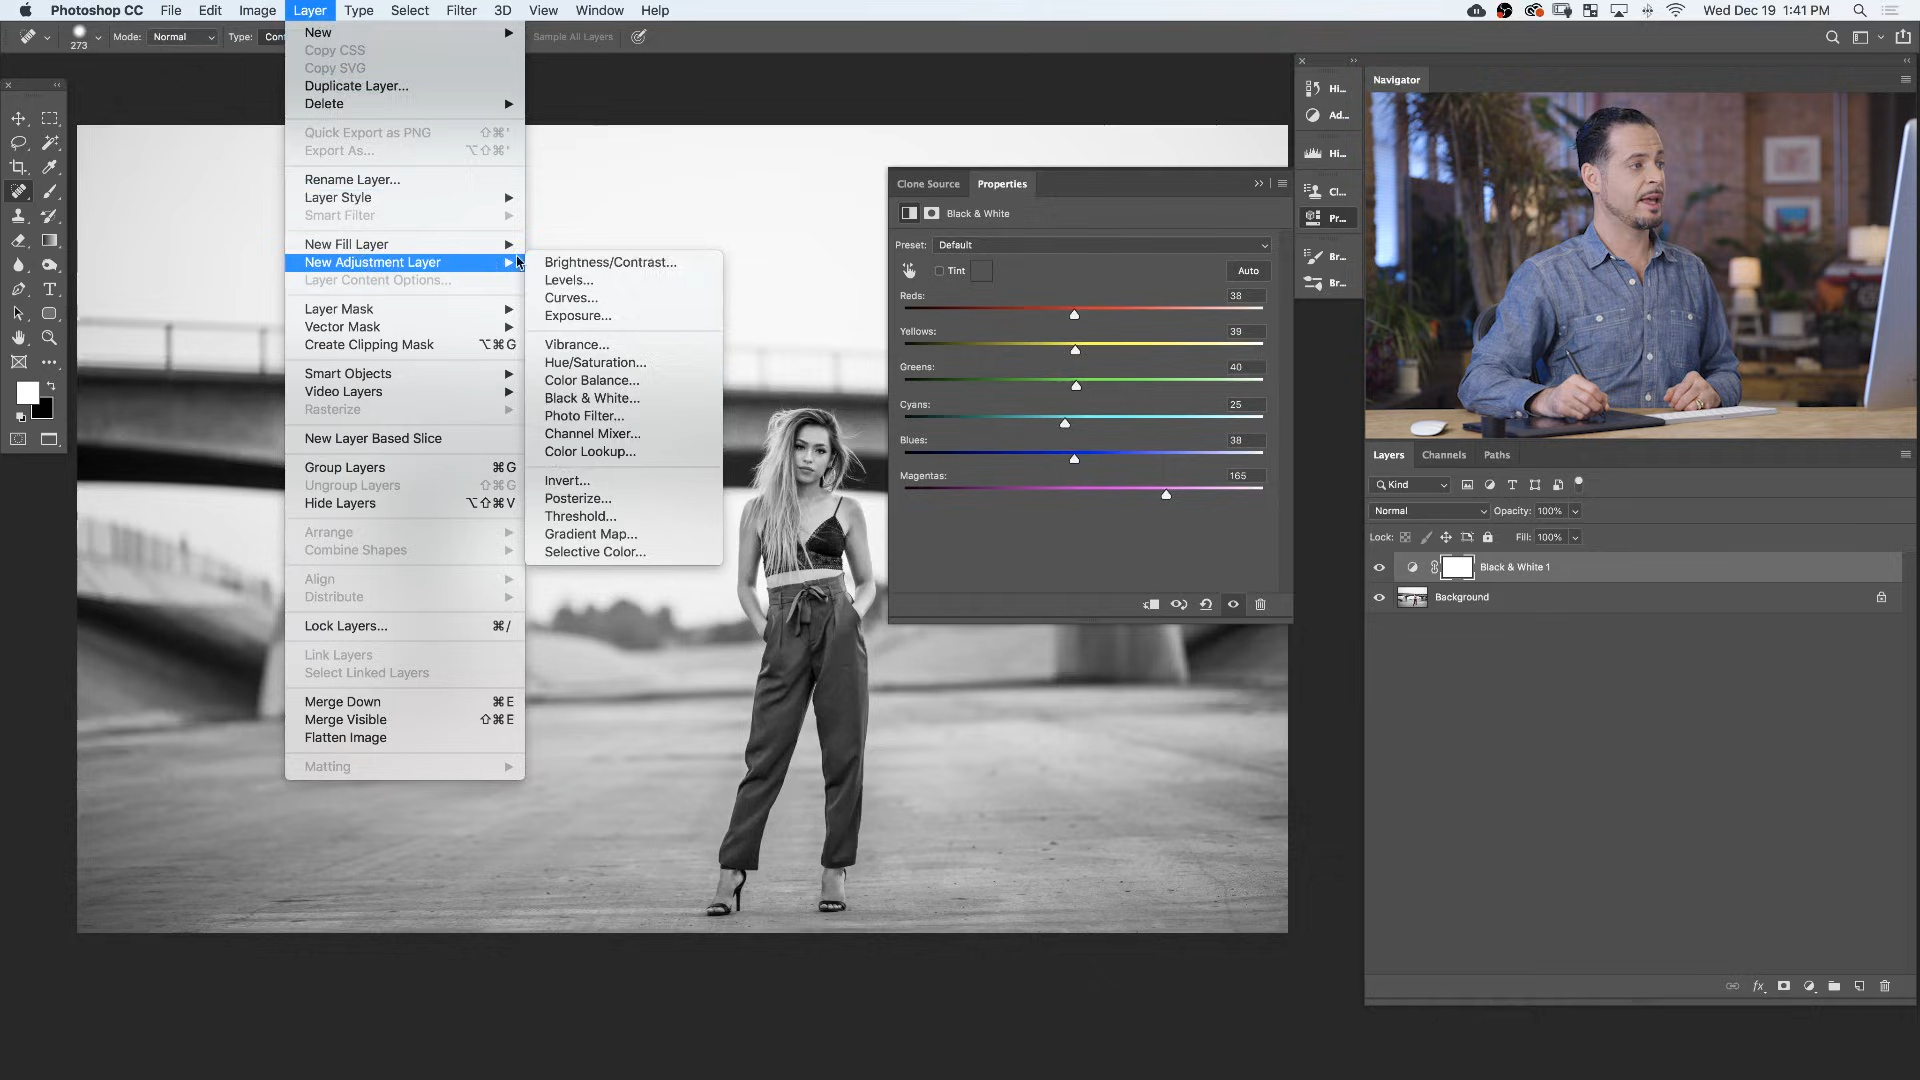 Photoshop CC File Edit Image Layer Type Select Filter 3D View Window Help Wed Dec 19 1:41 PM
273 Mode: Normal Type: Con Sample All Layers
New
Copy CSS
Copy SVG
Duplicate Layer...
Delete
Quick Export as PNG ⇧⌘'
Export As... ⌥⇧⌘'
Rename Layer...
Layer Style
Smart Filter
New Fill Layer
New Adjustment Layer
Layer Content Options...
Layer Mask
Vector Mask
Create Clipping Mask ⌥⌘G
Smart Objects
Video Layers
Rasterize
New Layer Based Slice
Group Layers ⌘G
Ungroup Layers ⇧⌘G
Hide Layers ⌥⇧⌘V
Arrange
Combine Shapes
Align
Distribute
Lock Layers... ⌘/
Link Layers
Select Linked Layers
Merge Down ⌘E
Merge Visible ⇧⌘E
Flatten Image
Matting
Brightness/Contrast...
Levels...
Curves...
Exposure...
Vibrance...
Hue/Saturation...
Color Balance...
Black & White...
Photo Filter...
Channel Mixer...
Color Lookup...
Invert...
Posterize...
Threshold...
Gradient Map...
Selective Color...
Clone Source Properties
Black & White
Preset: Default
Tint Auto
Reds: 38
Yellows: 39
Greens: 40
Cyans: 25
Blues: 38
Magentas: 165
Hi...
Ad...
Hi...
Cl...
Pr...
Br...
Br...
Navigator
Layers Channels Paths
Kind
Normal Opacity: 100%
Lock: Fill: 100%
Black & White 1
Background
fx